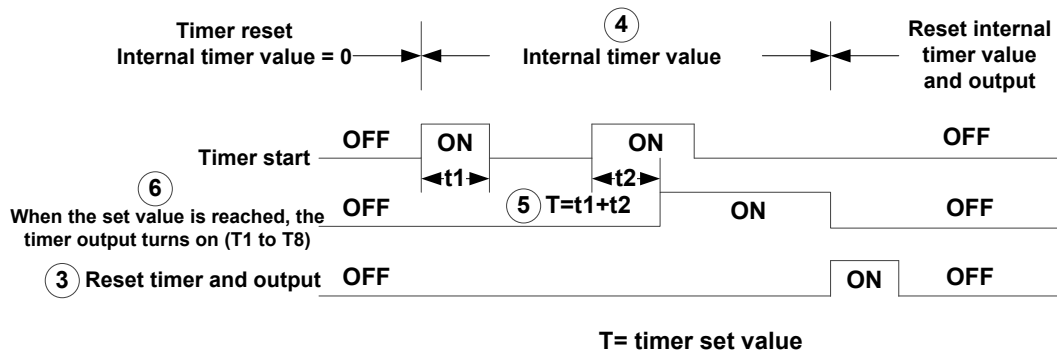 Timer reset
Internal timer value = 0
4
Internal timer value
Reset internal
timer value
and output
Timer start
OFF
ON
ON
OFF
t1
t2
6
When the set value is reached, the
timer output turns on (T1 to T8)
OFF
5 T=t1+t2
ON
OFF
3 Reset timer and output
OFF
ON
OFF
T= timer set value